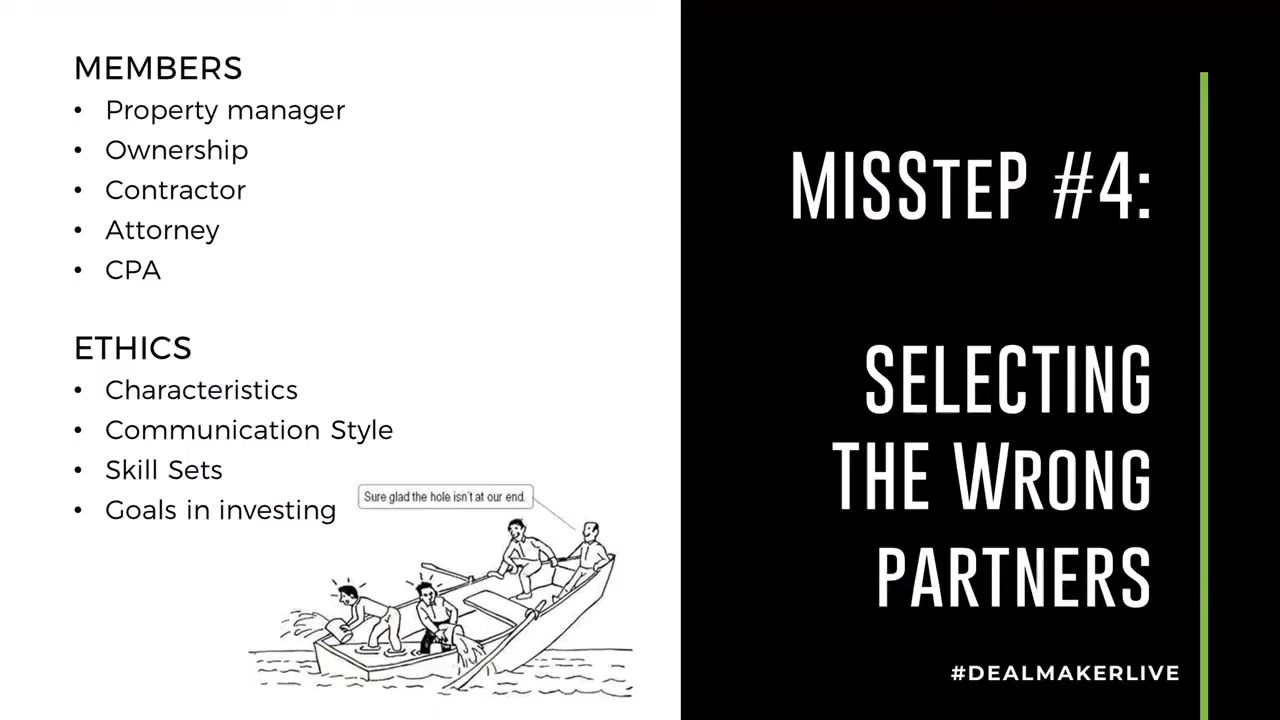 MEMBERS
• Property manager
• Ownership
• Contractor
• Attorney
• CPA
ETHICS
• Characteristics
• Communication Style
• Skill Sets
• Goals in investing
Sure glad the hole isn't at our end.
MISSteP #4:
SELECTING
THE WRONG
PARTNERS
#DEALMAKERLIVE